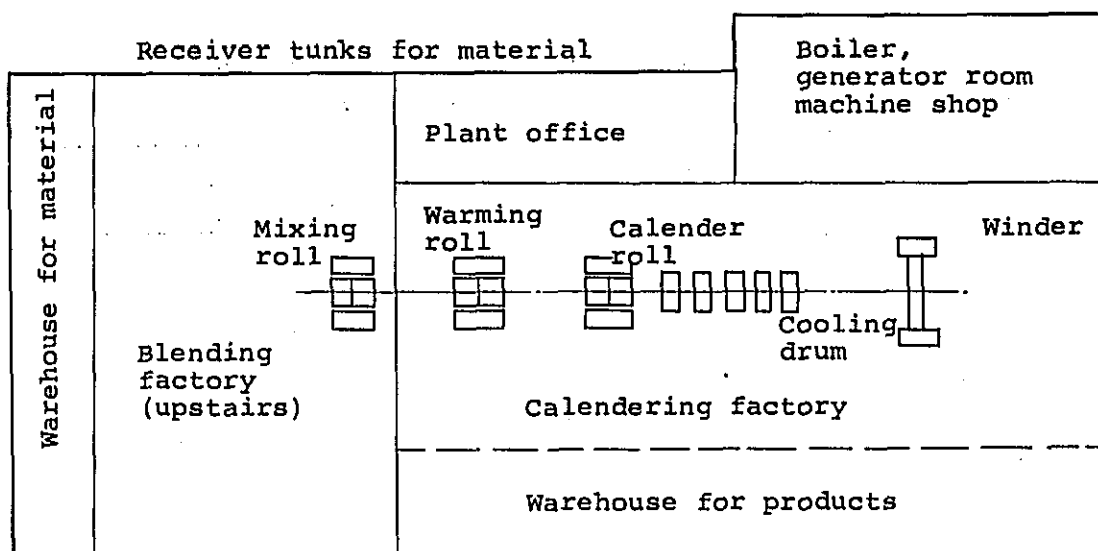 Receiver tunks for material
Boiler,
generator room
machine shop
Warehouse for material
Plant office
Mixing
roll
Warming
roll
Calender
roll
Winder
Cooling
drum
Blending
factory
(upstairs)
Calendering factory
Warehouse for products